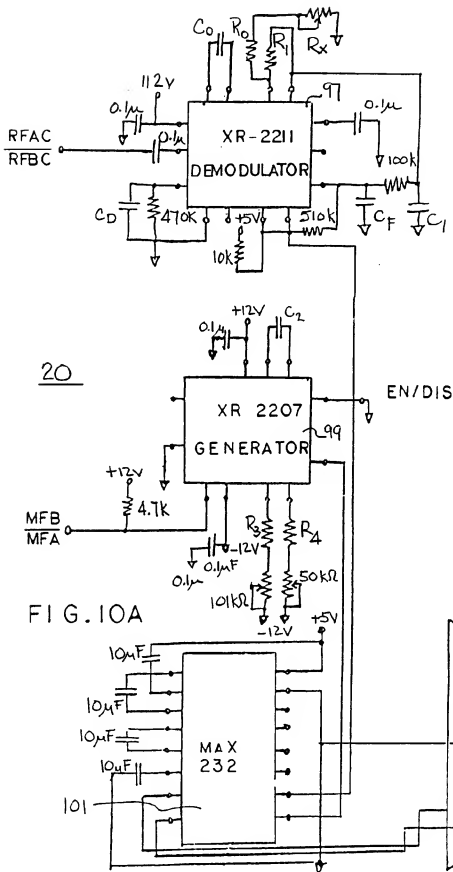 C0
R0
R1
Rx
97
112V
0.1μ
0.1μ
0.1μ
RFAC
RFBC
XR-2211
DEMODULATOR
100k
CD
470K
+5V
510k
10k
CF
C1
+12V
0.1μ
C2
20
EN/DIS
XR 2207
GENERATOR
99
+12V
4.7k
MFB
MFA
R3
R4
-12V
0.1μF
0.1μ
101kΩ
50kΩ
-12V
FIG.10A
+5V
10μF
10μF
10μF
10μF
MAX
232
101